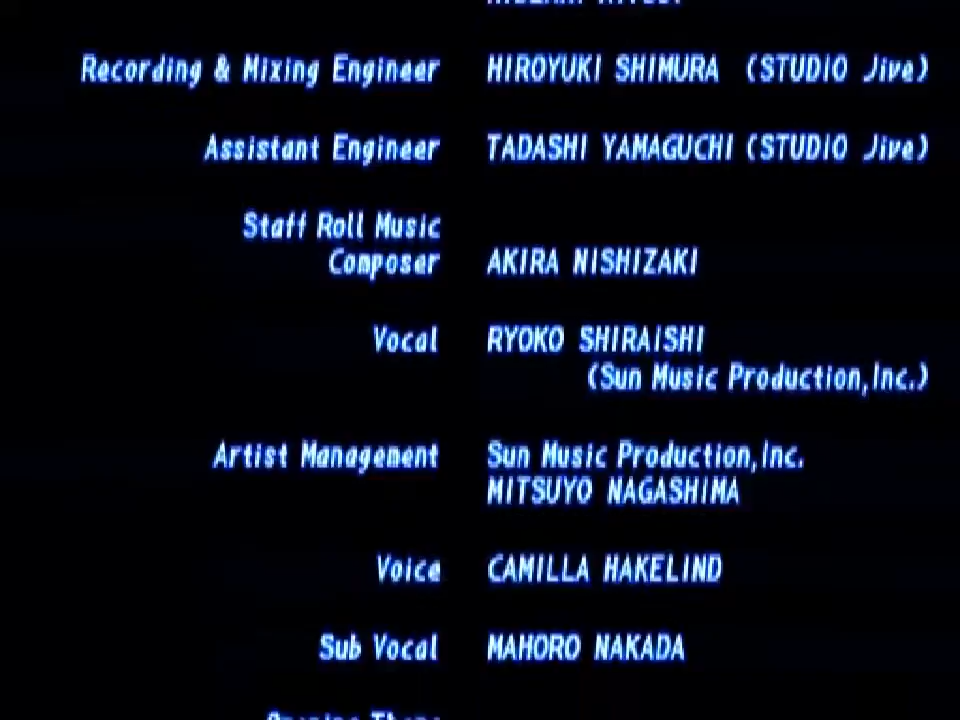 Recording & Mixing Engineer HIROYUKI SHIMURA (STUDIO Jive)
Assistant Engineer TADASHI YAMAGUCHI (STUDIO Jive)
Staff Roll Music
Composer AKIRA NISHIZAKI
Vocal RYOKO SHIRAISHI
(Sun Music Production,Inc.)
Artist Management Sun Music Production,Inc.
MITSUYO NAGASHIMA
Voice CAMILLA HAKELIND
Sub Vocal MAHORO NAKADA